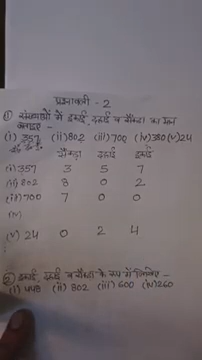 प्रश्नावली - 2
① संख्याओं में इकाई, दहाई व सैंकड़ा का मान बताइए -
(i) 357 (ii) 802 (iii) 700 (iv) 380 (v) 24
सैंकड़ा दहाई इकाई
(i) 357 3 5 7
(ii) 802 8 0 2
(iii) 700 7 0 0
(iv)
(v) 24 0 2 4
② इकाई, दहाई व सैंकड़ा के रूप में लिखिए -
(i) 448 (ii) 802 (iii) 600 (iv) 260